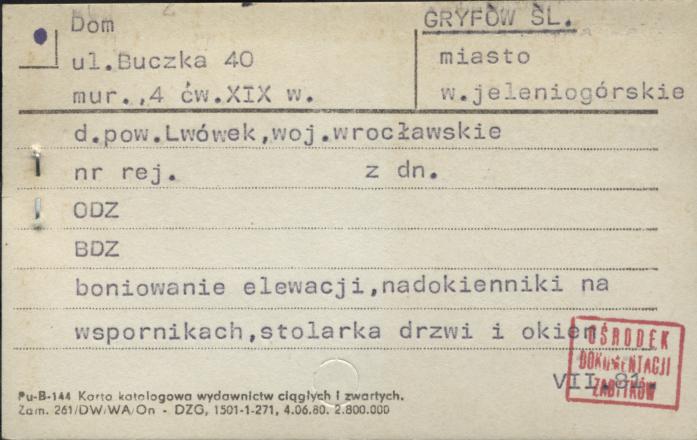 Dom
ul.Buczka 40
mur.,4 ćw.XIX w.
GRYFÓW ŚL.
miasto
w.jeleniogórskie
d.pow.Lwówek,woj.wrocławskie
nr rej. z dn.
ODZ
BDZ
boniowanie elewacji,nadokienniki na
wspornikach,stolarka drzwi i okien.
OŚRODEK
DOKUMENTACJI
ZABYTKÓW
VII.81.
Pu-B-144 Karta katalogowa wydawnictw ciągłych i zwartych.
Zam. 261/DW/WA/On - DZG, 1501-1-271, 4.06.80. 2.800.000